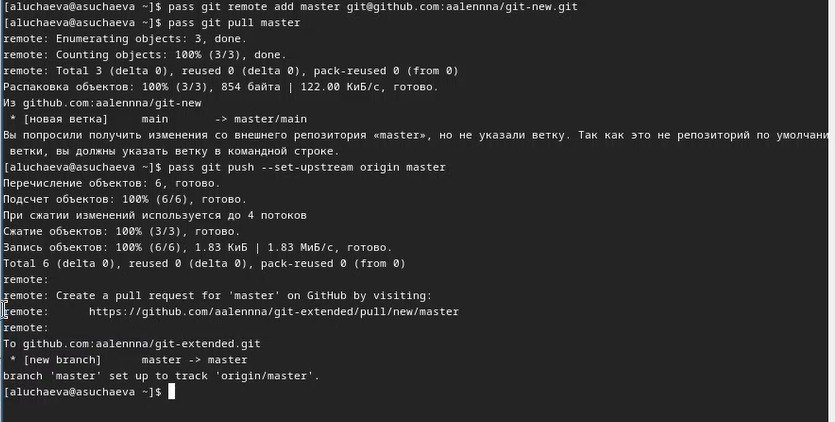 [aluchaeva@asuchaeva ~]$ pass git remote add master git@github.com:aalennna/git-new.git
[aluchaeva@asuchaeva ~]$ pass git pull master
remote: Enumerating objects: 3, done.
remote: Counting objects: 100% (3/3), done.
remote: Total 3 (delta 0), reused 0 (delta 0), pack-reused 0 (from 0)
Распаковка объектов: 100% (3/3), 854 байта | 122.00 КиБ/с, готово.
Из github.com:aalennna/git-new
 * [новая ветка]     main       -> master/main
Вы попросили получить изменения со внешнего репозитория «master», но не указали ветку. Так как это не репозиторий по умолчани
 ветки, вы должны указать ветку в командной строке.
[aluchaeva@asuchaeva ~]$ pass git push --set-upstream origin master
Перечисление объектов: 6, готово.
Подсчет объектов: 100% (6/6), готово.
При сжатии изменений используется до 4 потоков
Сжатие объектов: 100% (3/3), готово.
Запись объектов: 100% (6/6), 1.83 КиБ | 1.83 МиБ/с, готово.
Total 6 (delta 0), reused 0 (delta 0), pack-reused 0 (from 0)
remote:
remote: Create a pull request for 'master' on GitHub by visiting:
remote:      https://github.com/aalennna/git-extended/pull/new/master
remote:
To github.com:aalennna/git-extended.git
 * [new branch]      master -> master
branch 'master' set up to track 'origin/master'.
[aluchaeva@asuchaeva ~]$